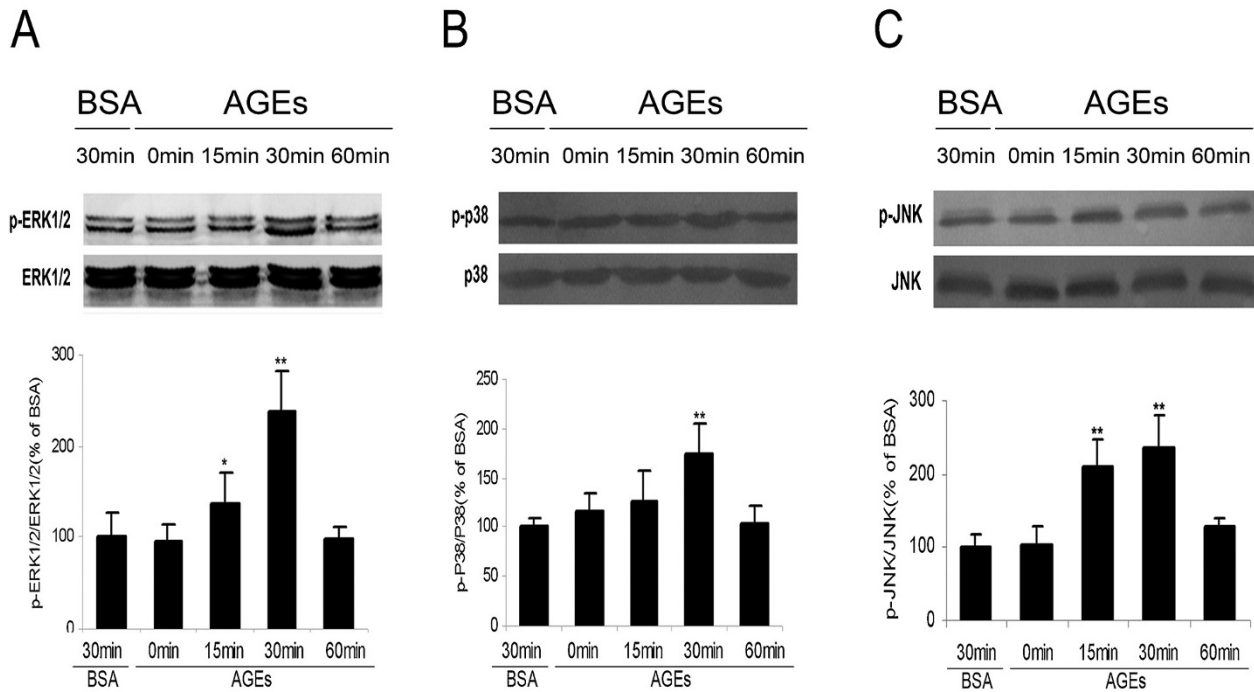 A
BSA AGEs
30min 0min 15min 30min 60min
p-ERK1/2
ERK1/2
p-ERK1/2/ERK1/2(% of BSA)
300
**
200
*
100
0
30min 0min 15min 30min 60min
BSA AGEs
B
BSA AGEs
30min 0min 15min 30min 60min
p-p38
p38
p-P38/P38(% of BSA)
250
200
**
150
100
50
0
30min 0min 15min 30min 60min
BSA AGEs
C
BSA AGEs
30min 0min 15min 30min 60min
p-JNK
JNK
p-JNK/JNK(% of BSA)
300
** **
200
100
0
30min 0min 15min 30min 60min
BSA AGEs